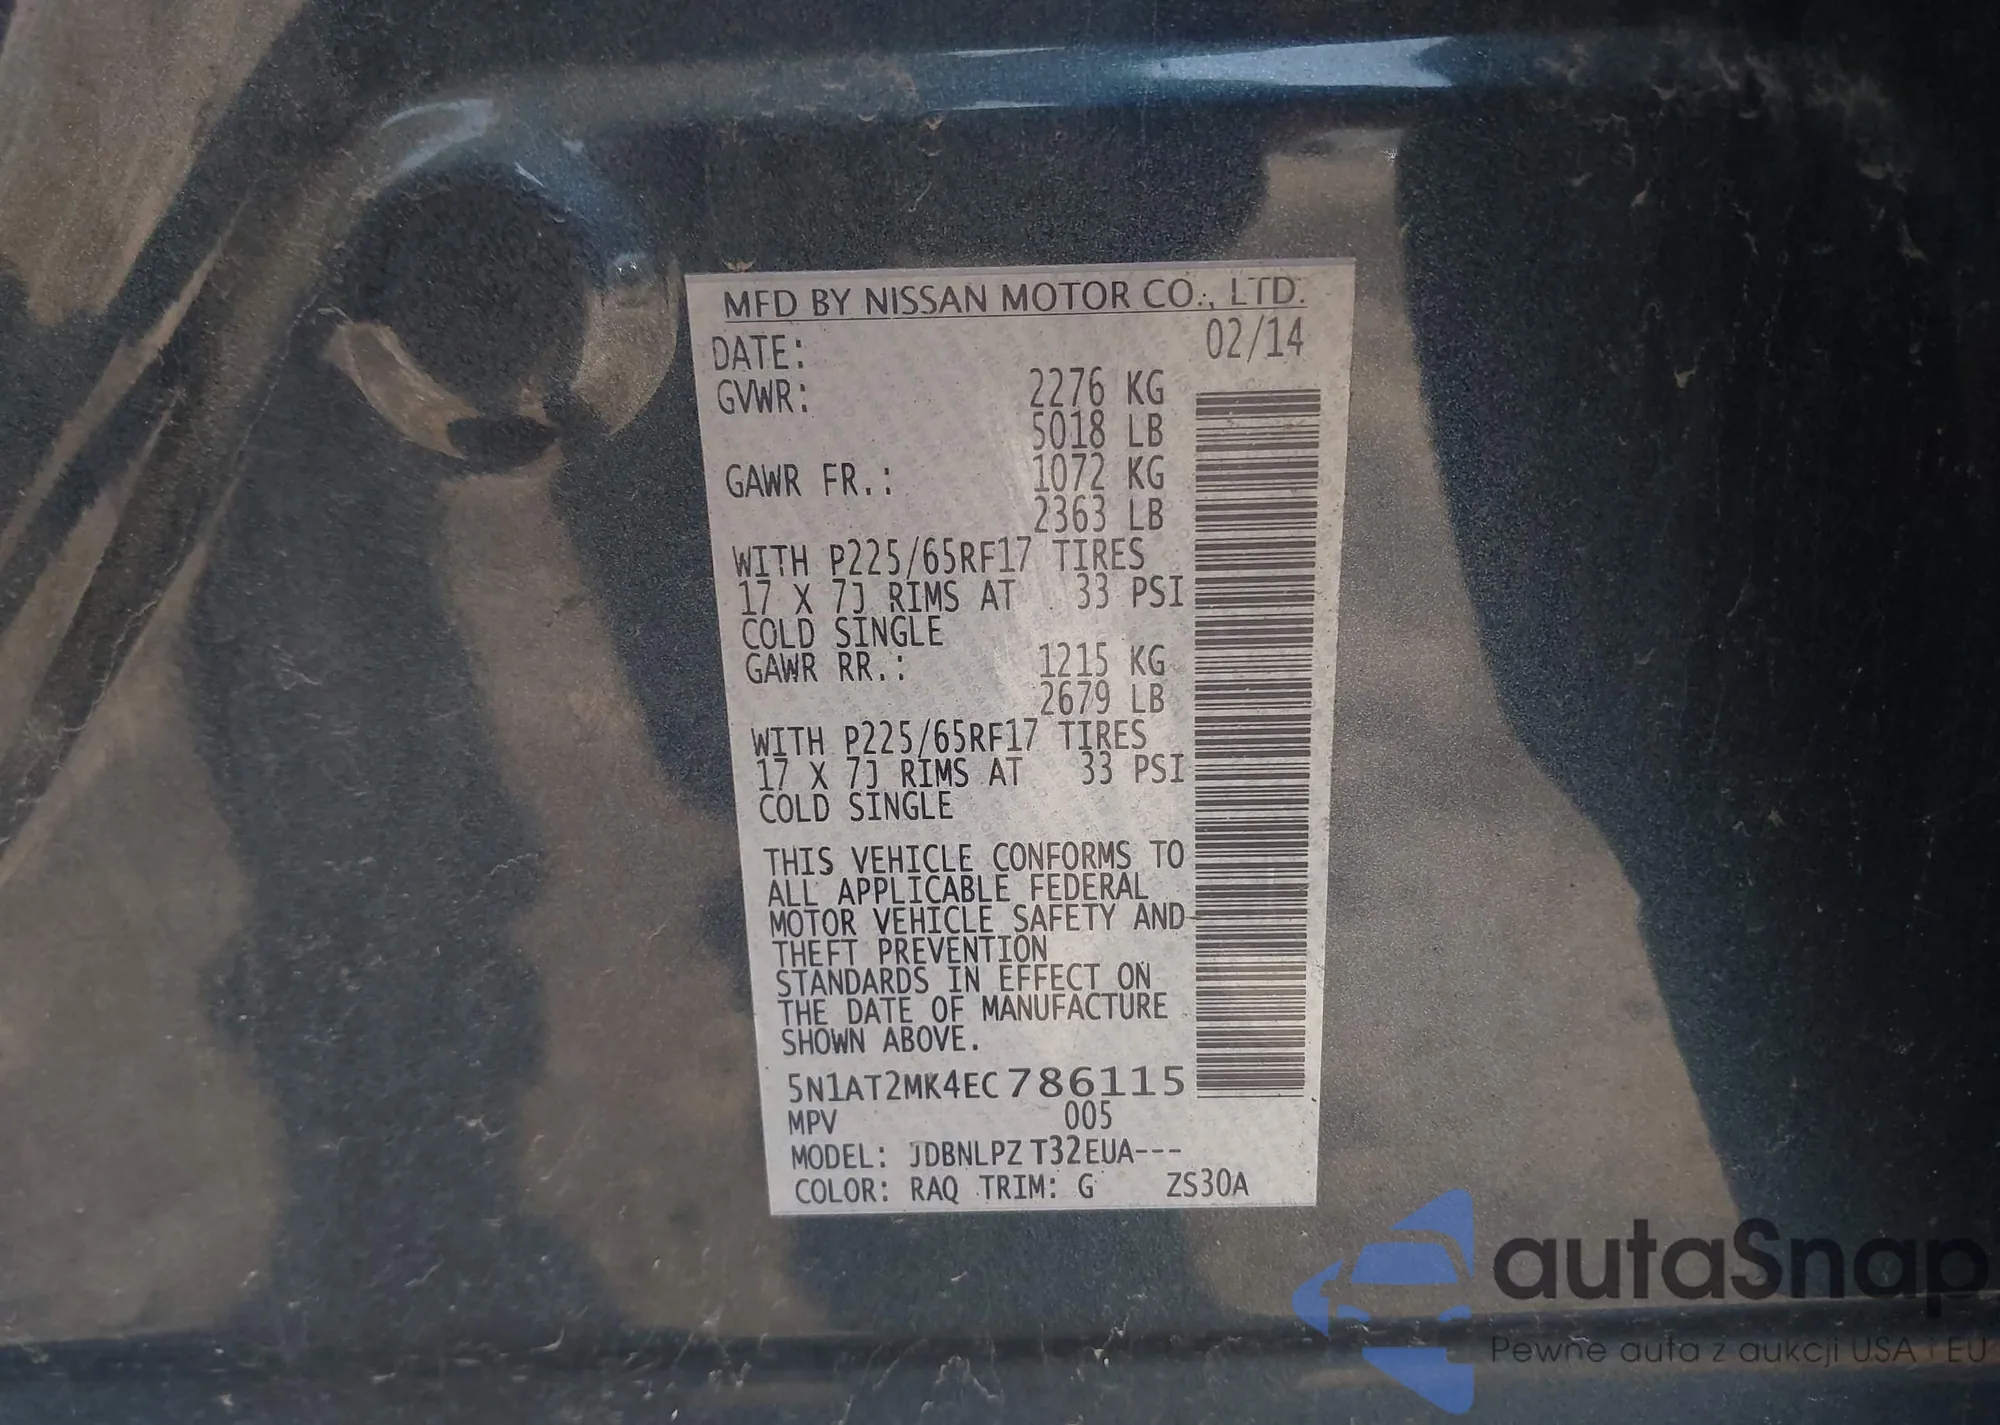 MFD BY NISSAN MOTOR CO., LTD.
DATE: 02/14
GVWR: 2276 KG
5018 LB
GAWR FR.: 1072 KG
2363 LB
WITH P225/65RF17 TIRES
17 X 7J RIMS AT 33 PSI
COLD SINGLE
GAWR RR.: 1215 KG
2679 LB
WITH P225/65RF17 TIRES
17 X 7J RIMS AT 33 PSI
COLD SINGLE
THIS VEHICLE CONFORMS TO
ALL APPLICABLE FEDERAL
MOTOR VEHICLE SAFETY AND
THEFT PREVENTION
STANDARDS IN EFFECT ON
THE DATE OF MANUFACTURE
SHOWN ABOVE.
5N1AT2MK4EC786115
MPV 005
MODEL: JDBNLPZ T32EUA---
COLOR: RAQ TRIM: G ZS30A
autaSnap
Pewne auta z aukcji USA i EU